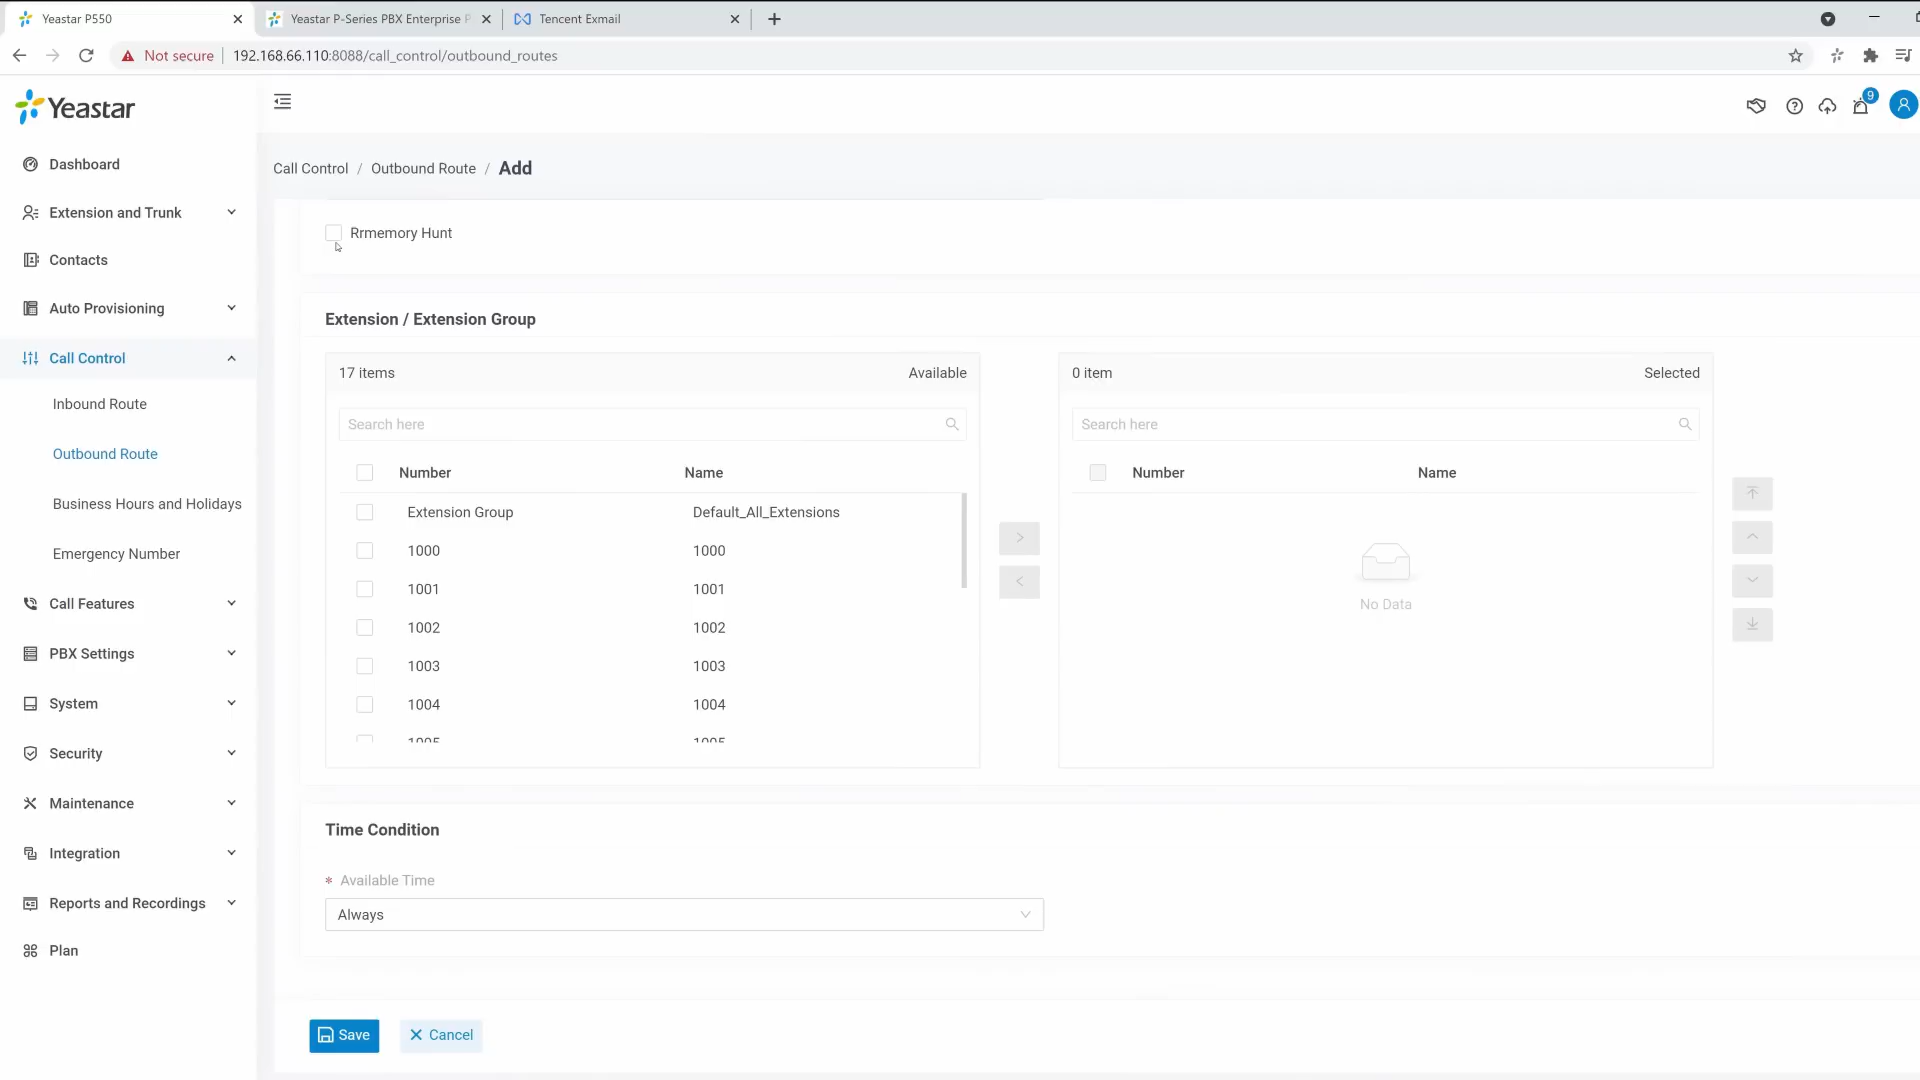 Yeastar P550
Yeastar P-Series PBX Enterprise P
Tencent Exmail
Not secure
192.168.66.110:8088/call_control/outbound_routes
Yeastar
9
Dashboard
Extension and Trunk
Contacts
Auto Provisioning
Call Control
Inbound Route
Outbound Route
Business Hours and Holidays
Emergency Number
Call Features
PBX Settings
System
Security
Maintenance
Integration
Reports and Recordings
Plan
Call Control / Outbound Route / Add
Rrmemory Hunt
Extension / Extension Group
17 items Available
Search here
Number Name
Extension Group Default_All_Extensions
1000 1000
1001 1001
1002 1002
1003 1003
1004 1004
1005 1005
0 item Selected
Search here
Number Name
No Data
Time Condition
* Available Time
Always
Save
Cancel